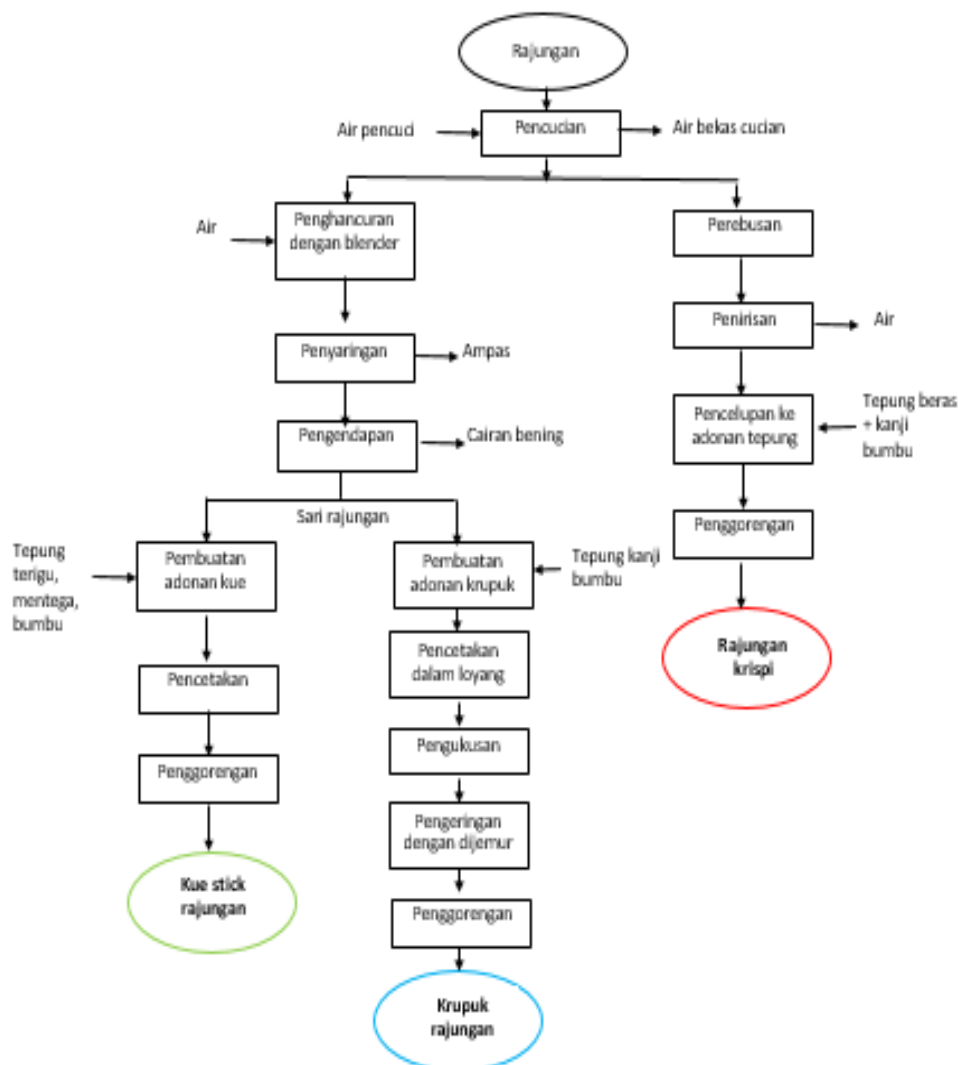 Rajungan
Air pencuci
Pencucian
Air bekas cucian
Air
Penghancuran
dengan blender
Perebusan
Penyaringan
Ampas
Penirisan
Air
Pengendapan
Cairan bening
Pencelupan ke
adonan tepung
Tepung beras
+ kanji
bumbu
Sari rajungan
Tepung
terigu,
mentega,
bumbu
Pembuatan
adonan kue
Pembuatan
adonan krupuk
Tepung kanji
bumbu
Penggorengan
Rajungan
krispi
Pencetakan
Pencetakan
dalam loyang
Penggorengan
Pengukusan
Kue stick
rajungan
Pengeringan
dengan dijemur
Penggorengan
Krupuk
rajungan